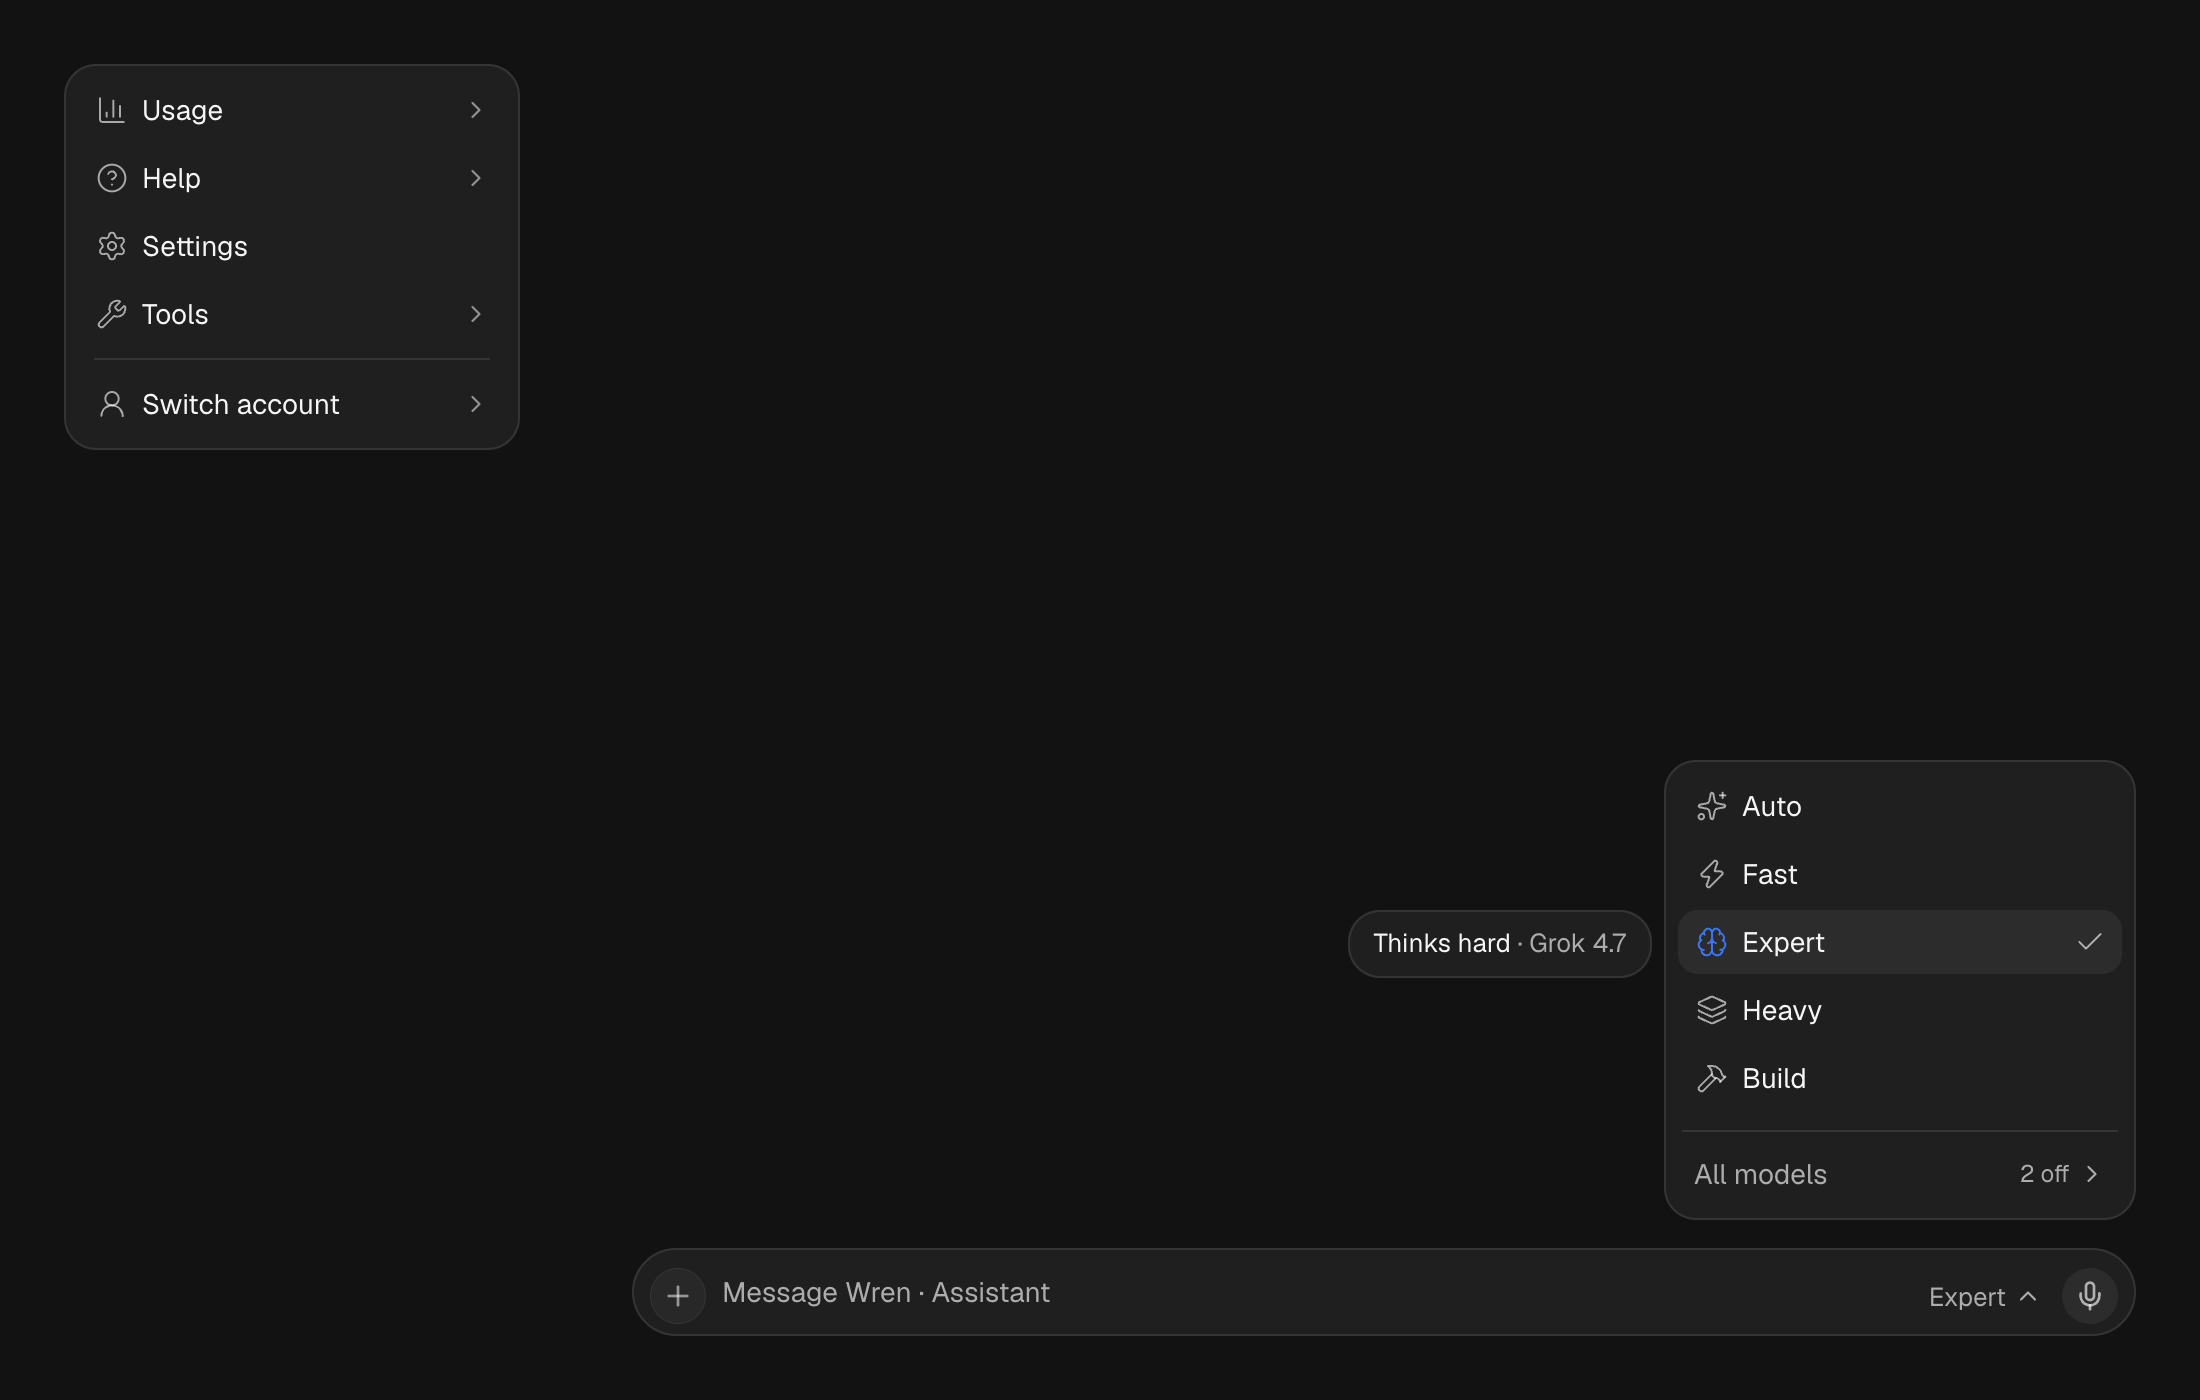 Usage
Help
Settings
Tools
Switch account
Auto
Fast
Thinks hard · Grok 4.7
Expert
Heavy
Build
All models 2 off
Message Wren · Assistant Expert